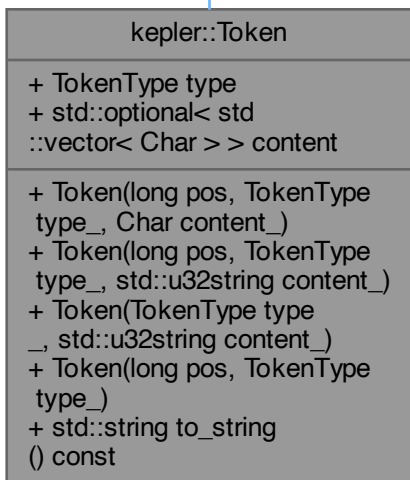 kepler::Token
+ TokenType type
+ std::optional< std
::vector< Char > > content
+ Token(long pos, TokenType
type_, Char content_)
+ Token(long pos, TokenType
type_, std::u32string content_)
+ Token(TokenType type
_, std::u32string content_)
+ Token(long pos, TokenType
type_)
+ std::string to_string
() const